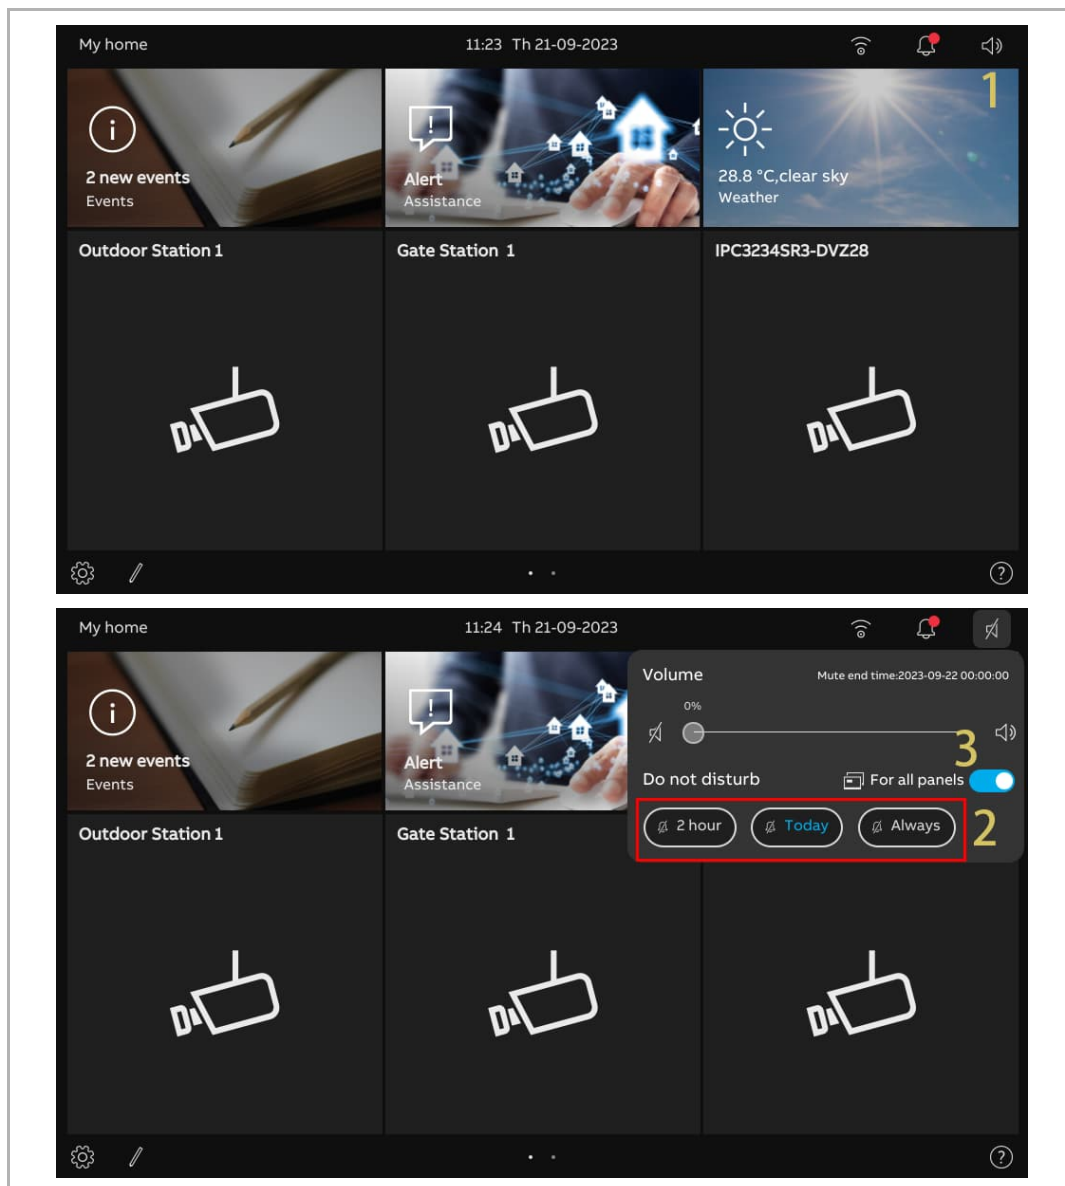 My home 11:23 Th 21-09-2023
1
2 new events
Events
Alert
Assistance
28.8 °C,clear sky
Weather
Outdoor Station 1
Gate Station 1
IPC3234SR3-DVZ28
My home 11:24 Th 21-09-2023
2 new events
Events
Alert
Assistance
Volume Mute end time:2023-09-22 00:00:00
0%
3
Do not disturb For all panels
2 hour Today Always 2
Outdoor Station 1
Gate Station 1